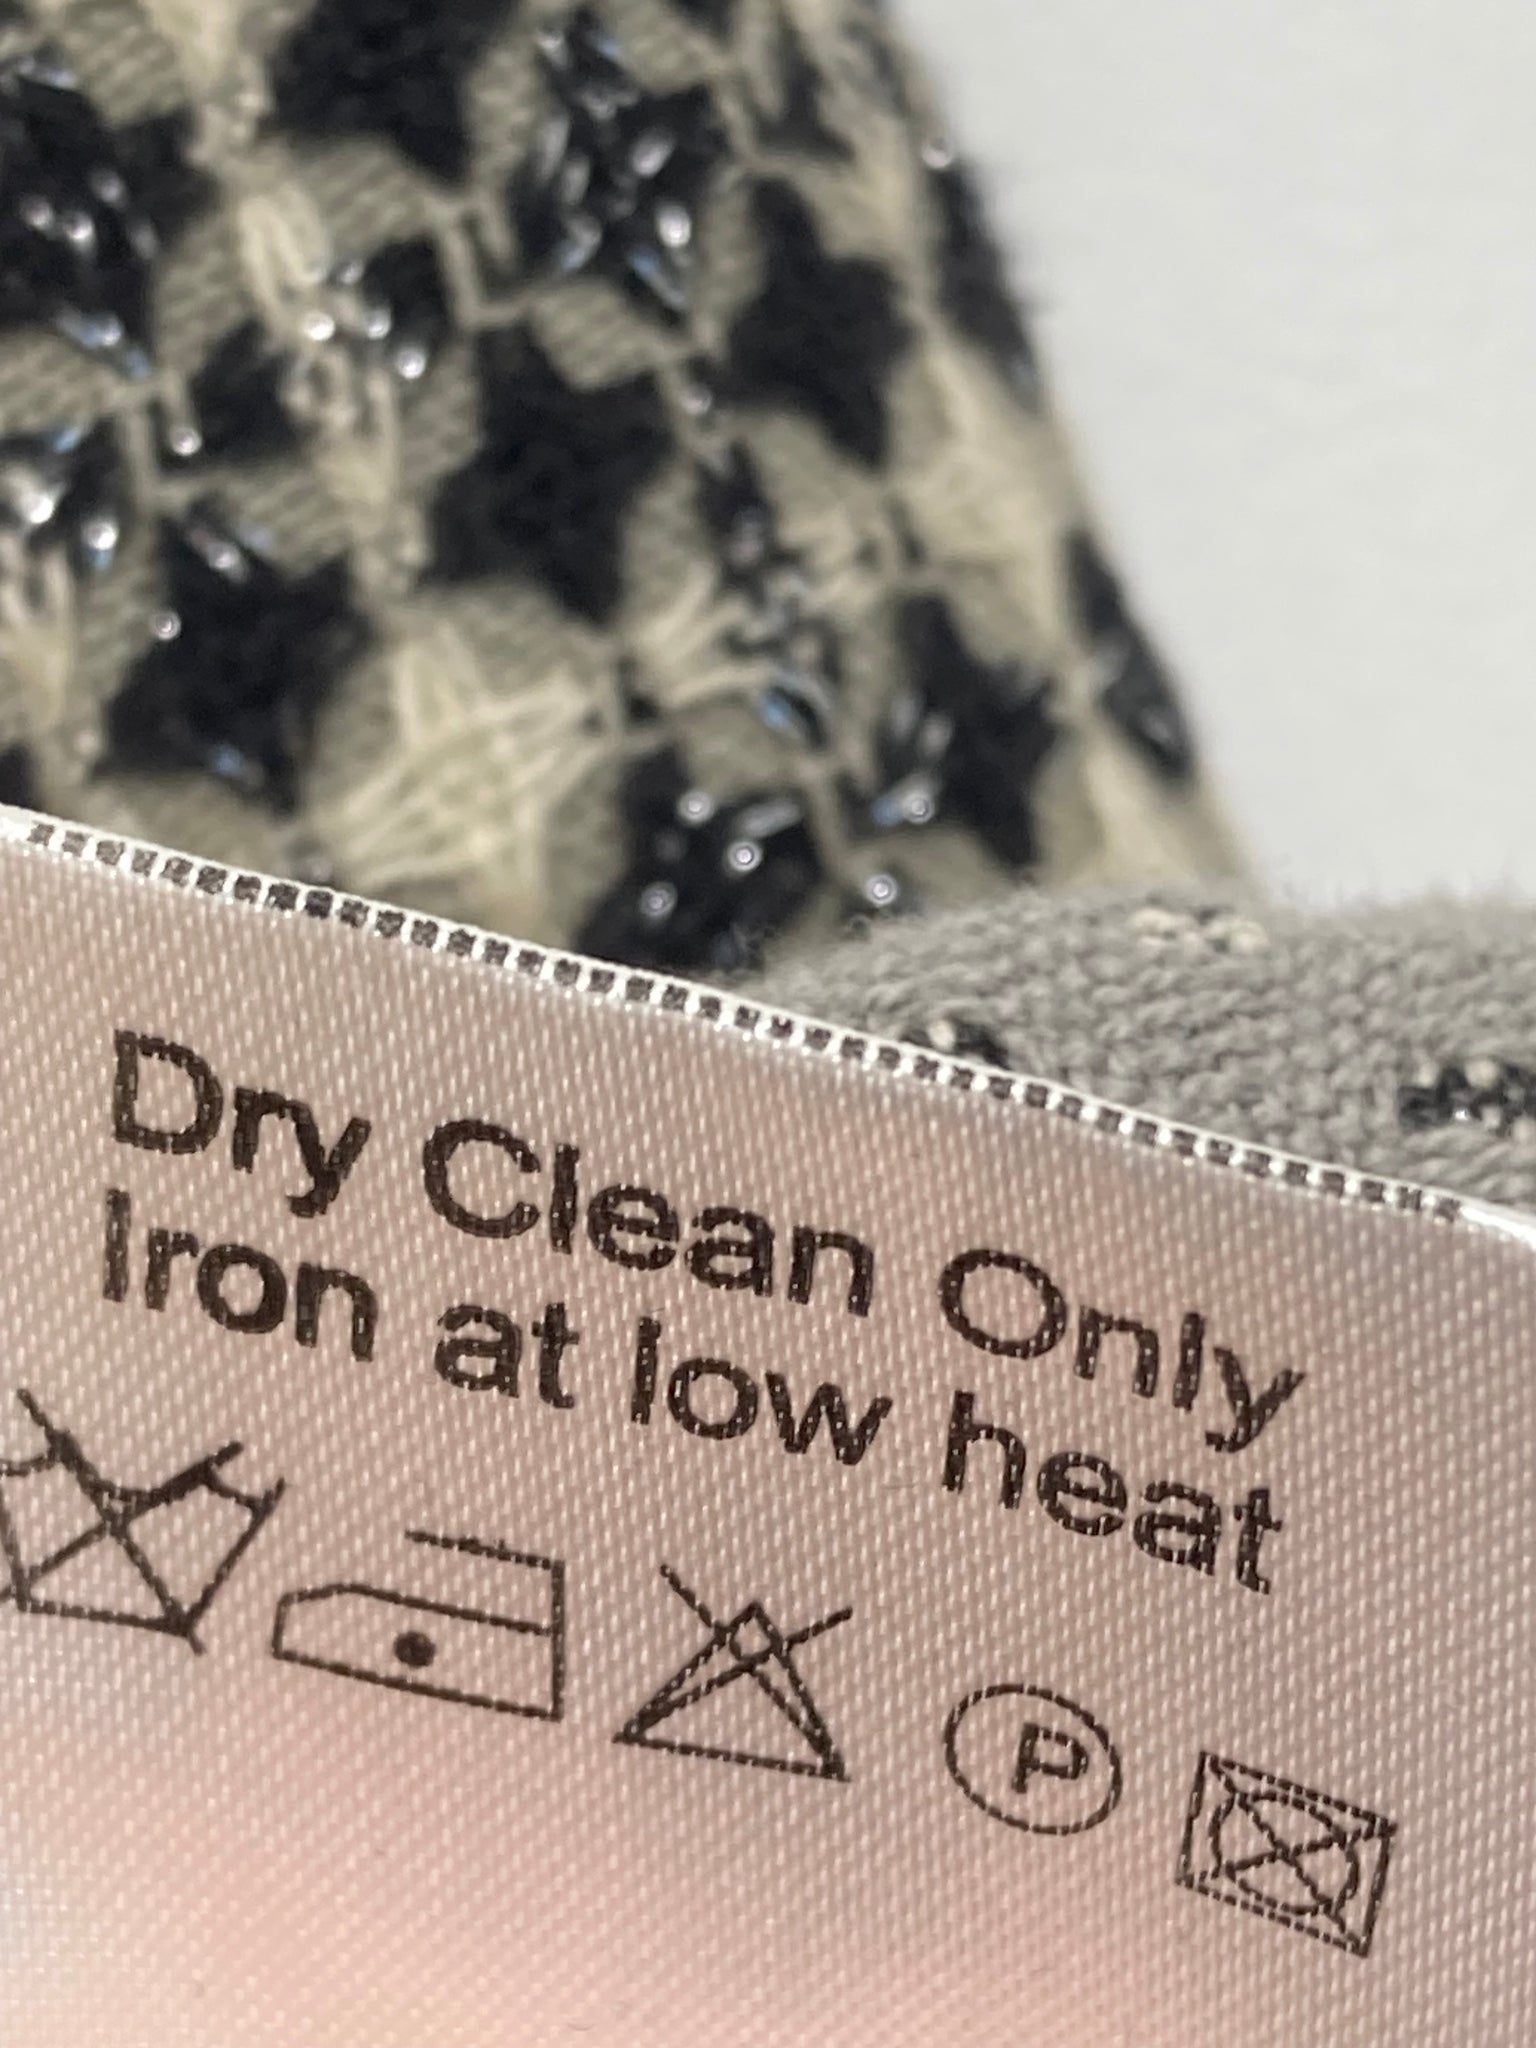 Dry Clean Only
Iron at low heat
P